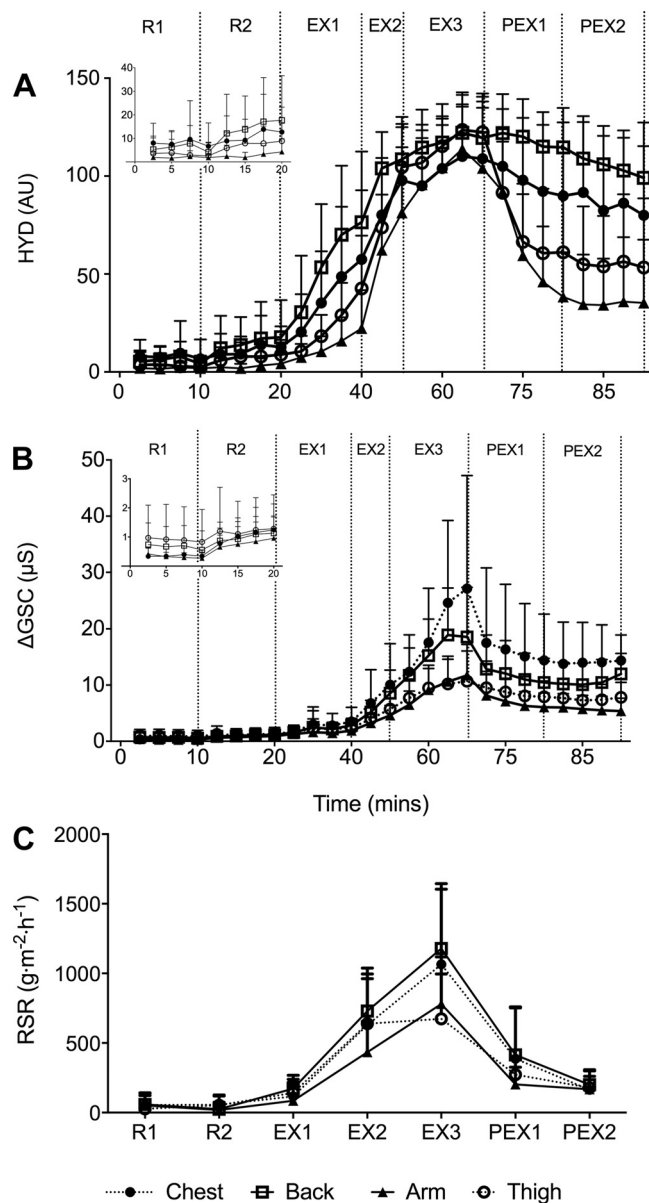 R1 R2 EX1 EX2 EX3 PEX1 PEX2
A
HYD (AU)
150
100
50
0
40
30
20
10
0 5 10 15 20
0 10 20 40 60 75 85
B
R1 R2 EX1 EX2 EX3 PEX1 PEX2
ΔGSC (µS)
50
40
30
20
10
0
3
2
1
0 5 10 15 20
0 10 20 40 60 75 85
Time (mins)
C
RSR (g·m⁻²·h⁻¹)
2000
1500
1000
500
0
R1 R2 EX1 EX2 EX3 PEX1 PEX2
Chest Back Arm Thigh